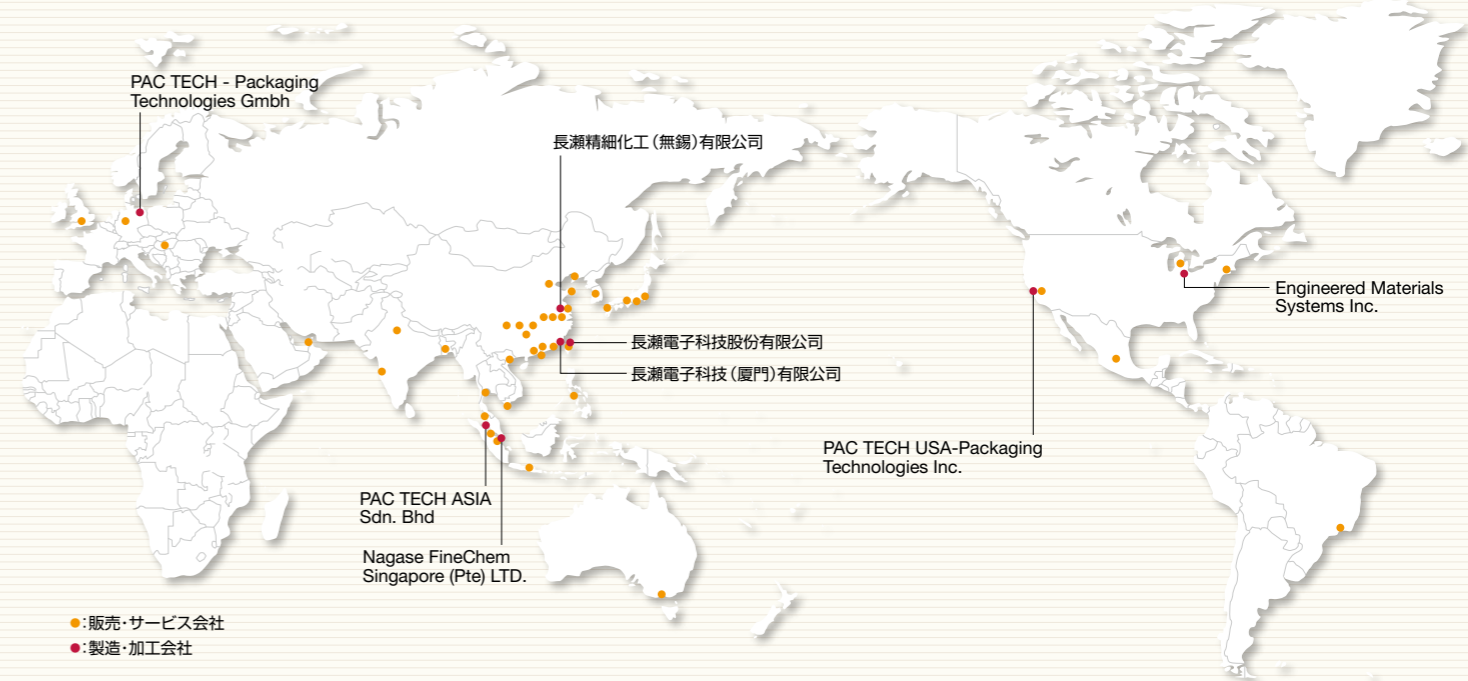 PAC TECH - Packaging
Technologies Gmbh
長瀬精細化工（無錫）有限公司
Engineered Materials
Systems Inc.
長瀬電子科技股份有限公司
長瀬電子科技（厦門）有限公司
PAC TECH USA-Packaging
Technologies Inc.
PAC TECH ASIA
Sdn. Bhd
Nagase FineChem
Singapore (Pte) LTD.
●:販売・サービス会社
●:製造・加工会社